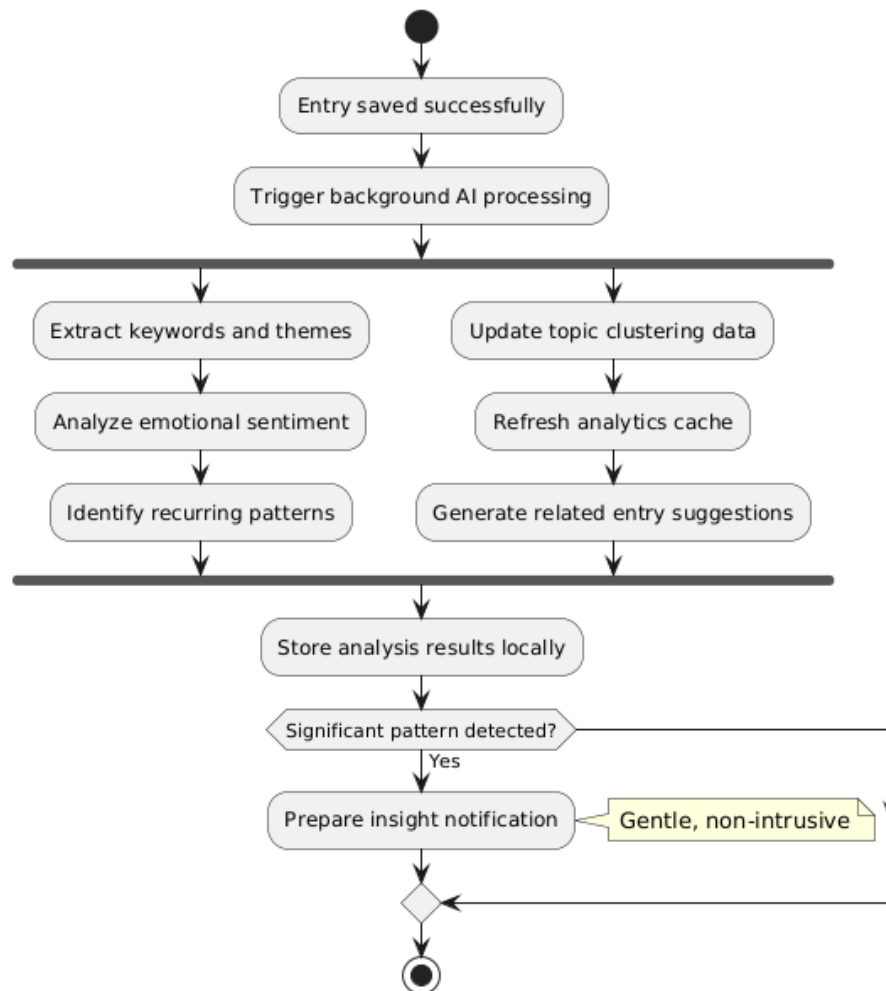 Entry saved successfully
Trigger background AI processing
Extract keywords and themes
Update topic clustering data
Analyze emotional sentiment
Refresh analytics cache
Identify recurring patterns
Generate related entry suggestions
Store analysis results locally
Significant pattern detected?
Yes
Prepare insight notification
Gentle, non-intrusive